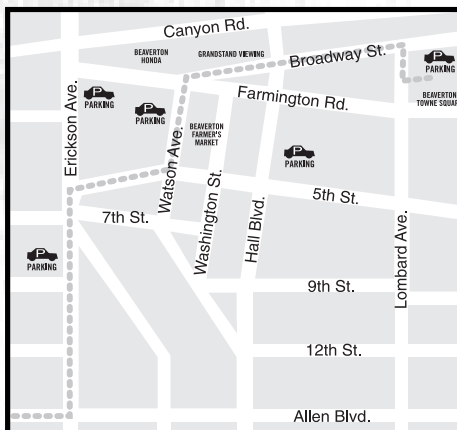 Canyon Rd.
BEAVERTON
HONDA
GRANDSTAND VIEWING
Broadway St.
P
PARKING
BEAVERTON
TOWNE SQUARE
Erickson Ave.
P
PARKING
P
PARKING
Farmington Rd.
Watson Ave.
BEAVERTON
FARMER'S
MARKET
P
PARKING
5th St.
7th St.
Washington St.
Hall Blvd.
Lombard Ave.
P
PARKING
9th St.
12th St.
Allen Blvd.